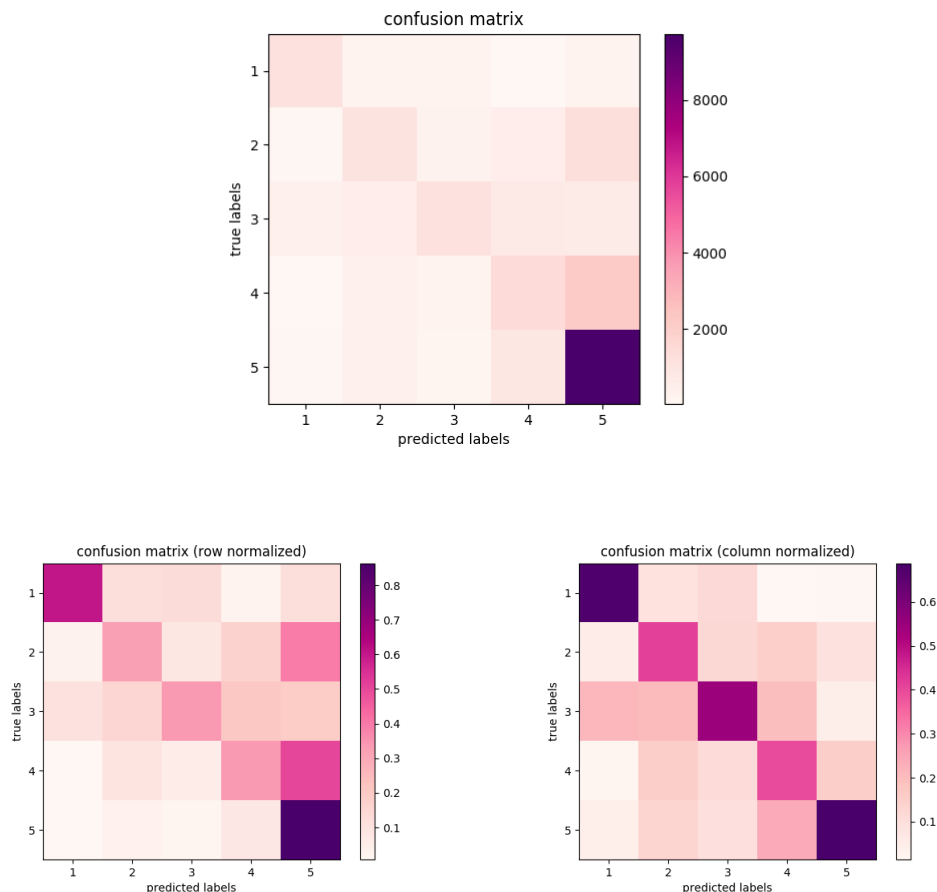 confusion matrix
1
2
3
4
5
true labels
1 2 3 4 5
predicted labels
8000
6000
4000
2000
confusion matrix (row normalized)
1
2
3
4
5
true labels
1 2 3 4 5
predicted labels
0.8
0.7
0.6
0.5
0.4
0.3
0.2
0.1
confusion matrix (column normalized)
1
2
3
4
5
true labels
1 2 3 4 5
predicted labels
0.6
0.5
0.4
0.3
0.2
0.1